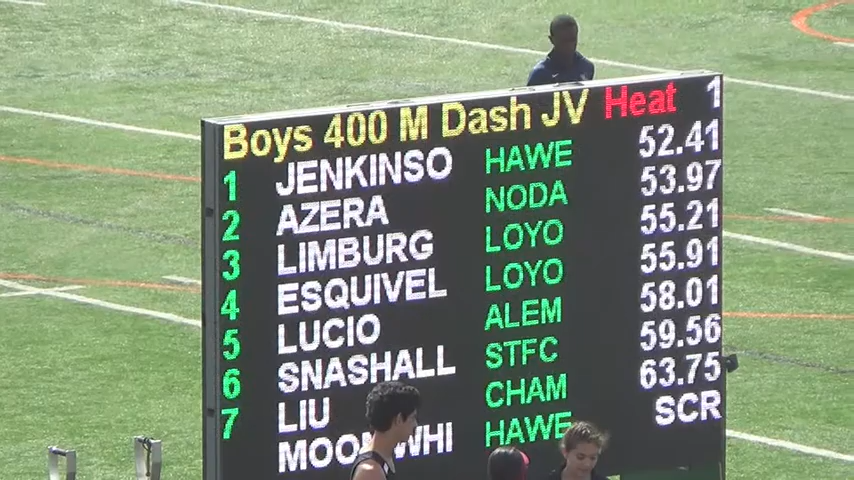 Boys 400 M Dash JV Heat 1
1 JENKINSO HAWE 52.41
2 AZERA NODA 53.97
3 LIMBURG LOYO 55.21
4 ESQUIVEL LOYO 55.91
5 LUCIO ALEM 58.01
6 SNASHALL STFC 59.56
7 LIU CHAM 63.75
HAWE SCR